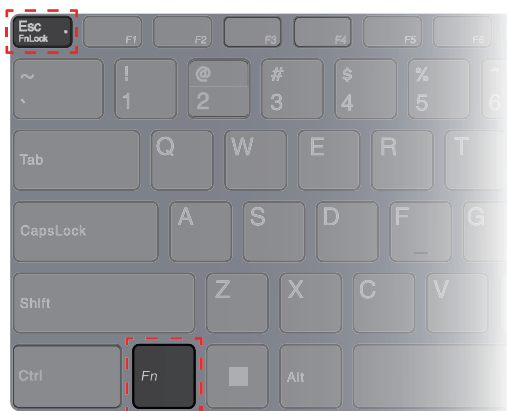 Esc
FnLock
F1
F2
F3
F4
F5
F6
~
`
!
1
@
2
#
3
$
4
%
5
^
6
Tab
Q
W
E
R
T
CapsLock
A
S
D
F
G
Shift
Z
X
C
V
Ctrl
Fn
Alt